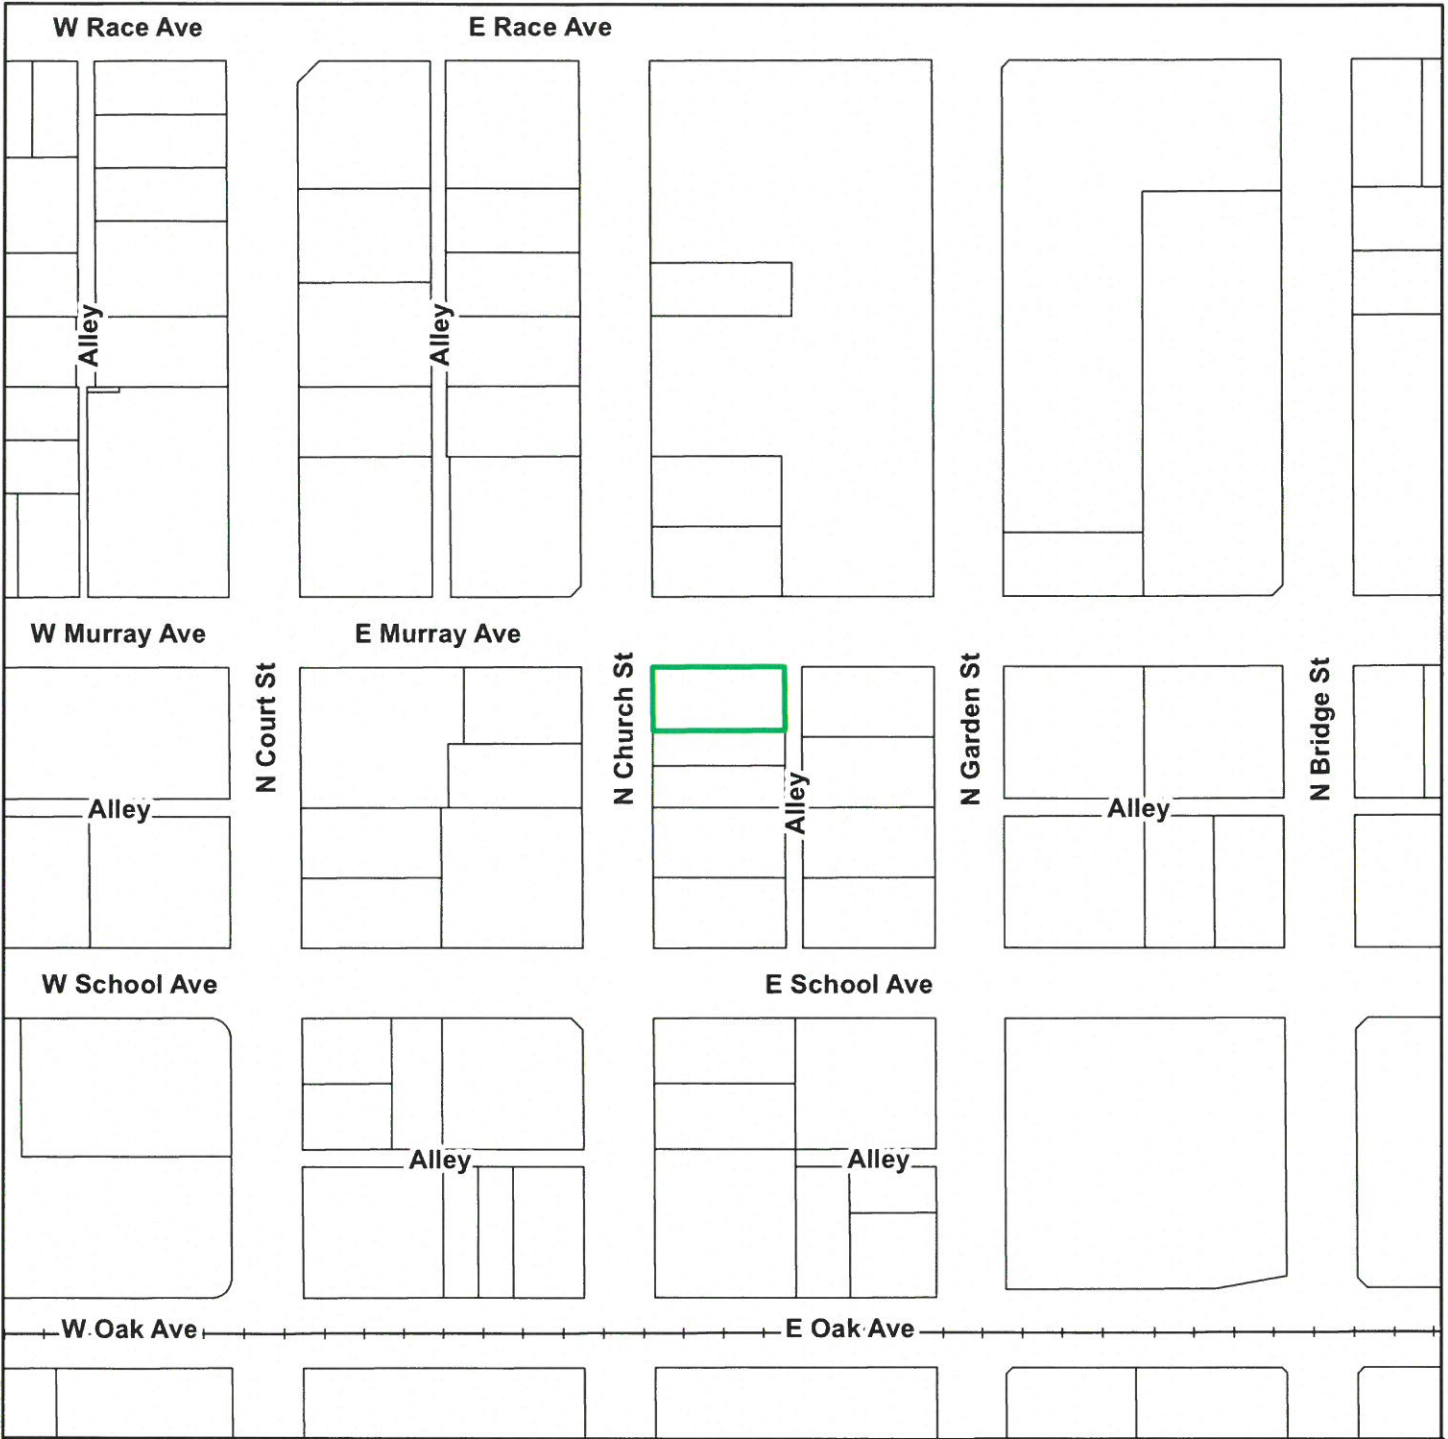 W Race Ave
E Race Ave
Alley
Alley
W Murray Ave
E Murray Ave
N Court St
N Church St
N Garden St
N Bridge St
Alley
Alley
Alley
W School Ave
E School Ave
Alley
Alley
W Oak Ave
E Oak Ave